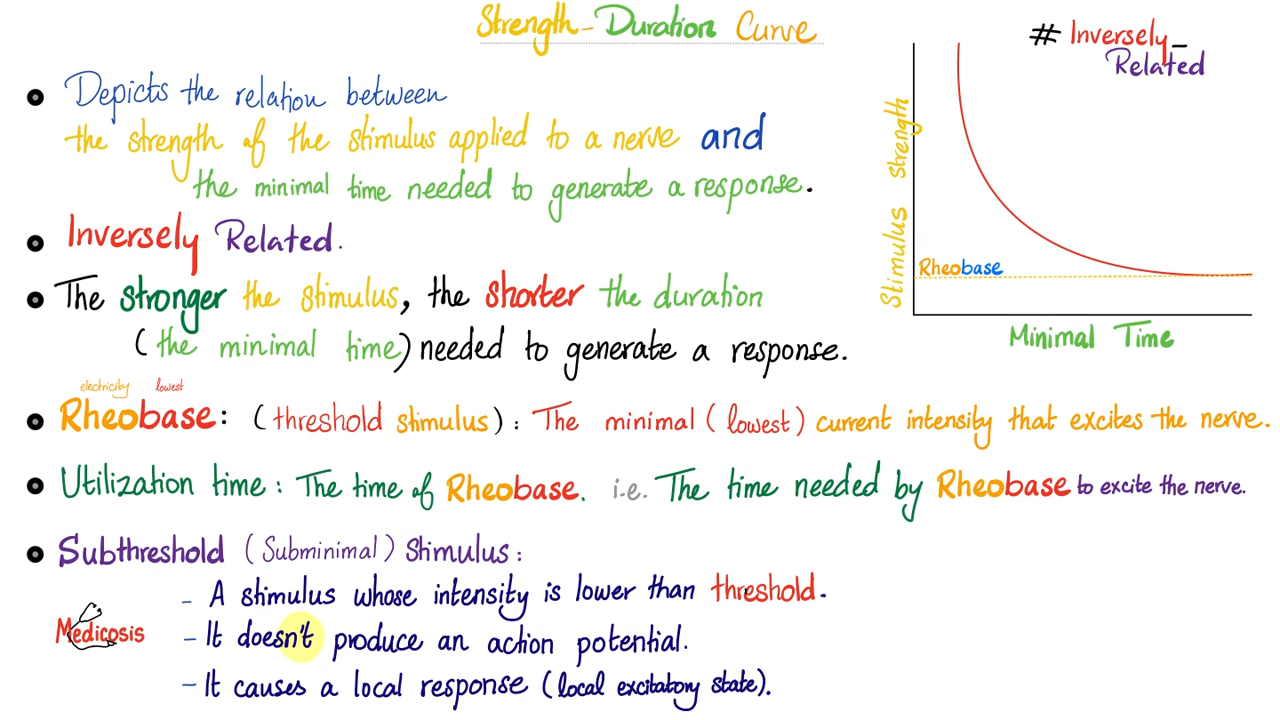 Strength-Duration Curve
# Inversely-
Related
• Depicts the relation between
the strength of the stimulus applied to a nerve and
the minimal time needed to generate a response.
• Inversely Related.
• The stronger the stimulus, the shorter the duration
(the minimal time) needed to generate a response.
Stimulus Strength
Rheobase
Minimal Time
electricity lowest
• Rheobase: (threshold stimulus): The minimal (lowest) current intensity that excites the nerve.
• Utilization time: The time of Rheobase. i.e. The time needed by Rheobase to excite the nerve.
• Subthreshold (Subminimal) Stimulus:
- A stimulus whose intensity is lower than threshold.
- It doesn't produce an action potential.
- It causes a local response (local excitatory state).
Medicosis